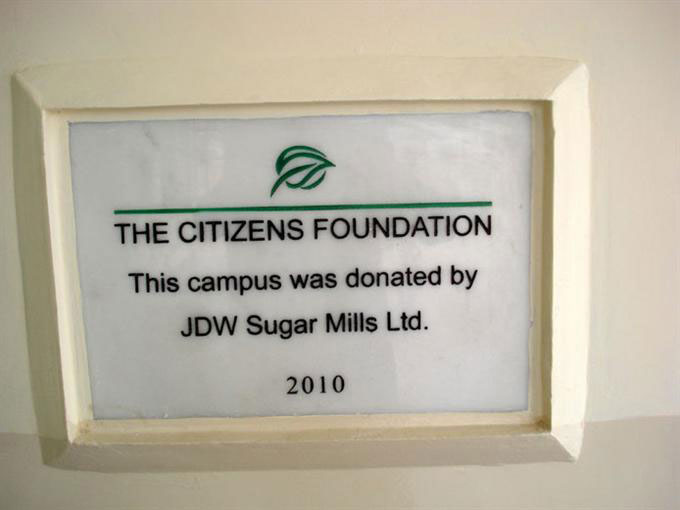 THE CITIZENS FOUNDATION
This campus was donated by
JDW Sugar Mills Ltd.
2010